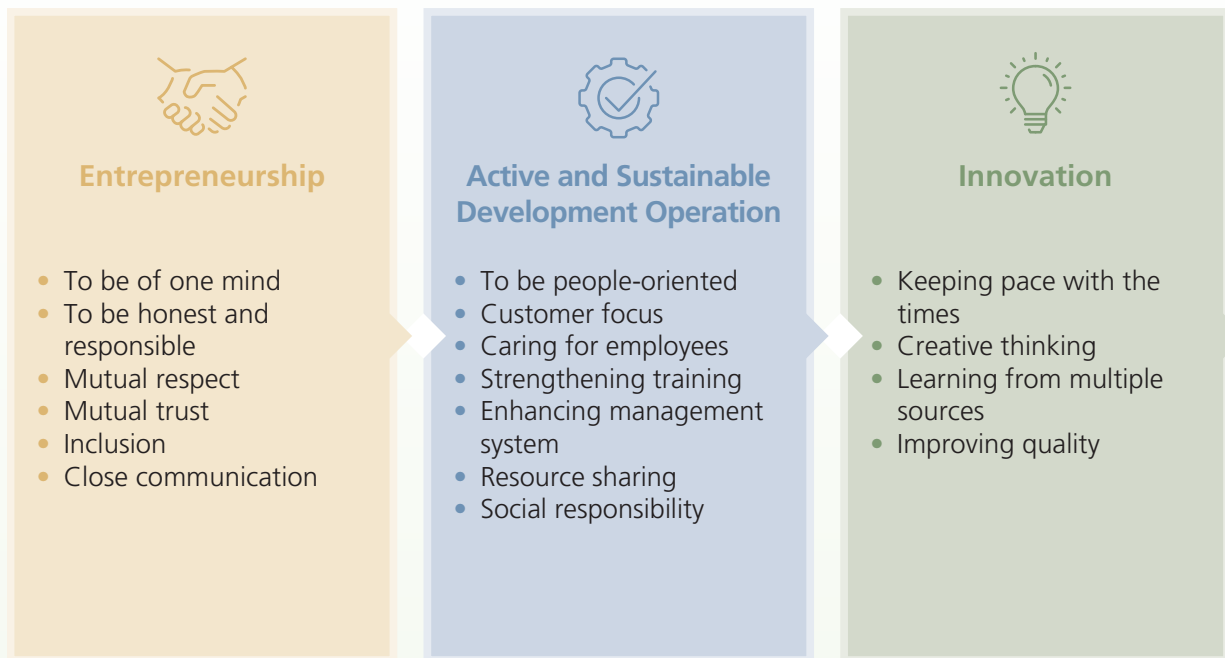 Entrepreneurship
• To be of one mind
• To be honest and
responsible
• Mutual respect
• Mutual trust
• Inclusion
• Close communication
Active and Sustainable
Development Operation
• To be people-oriented
• Customer focus
• Caring for employees
• Strengthening training
• Enhancing management
system
• Resource sharing
• Social responsibility
Innovation
• Keeping pace with the
times
• Creative thinking
• Learning from multiple
sources
• Improving quality